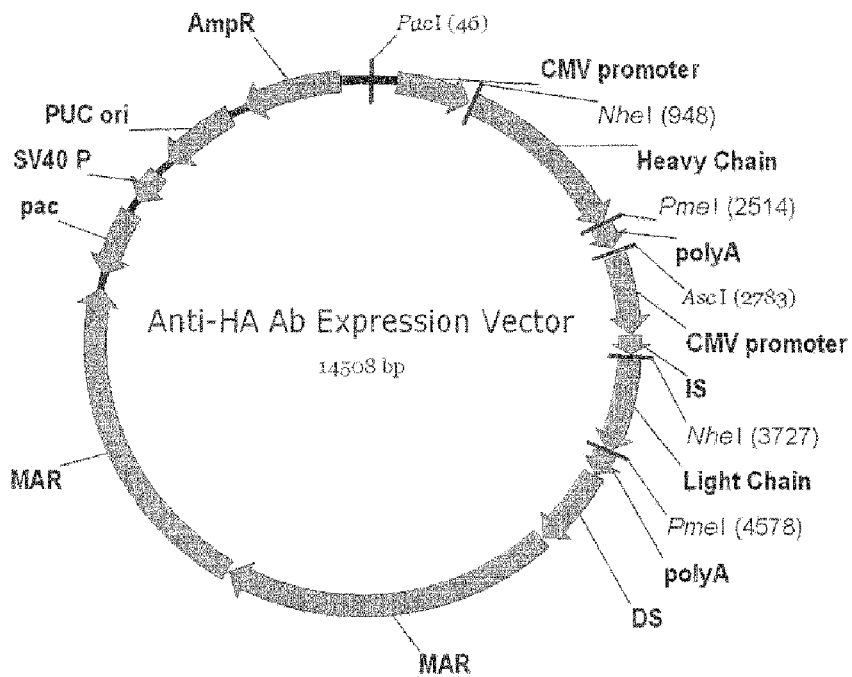 AmpR
PacI (46)
CMV promoter
NheI (948)
Heavy Chain
PmeI (2514)
polyA
AscI (2783)
CMV promoter
IS
NheI (3727)
Light Chain
PmeI (4578)
polyA
DS
MAR
MAR
pac
SV40 P
PUC ori
Anti-HA Ab Expression Vector
14508 bp